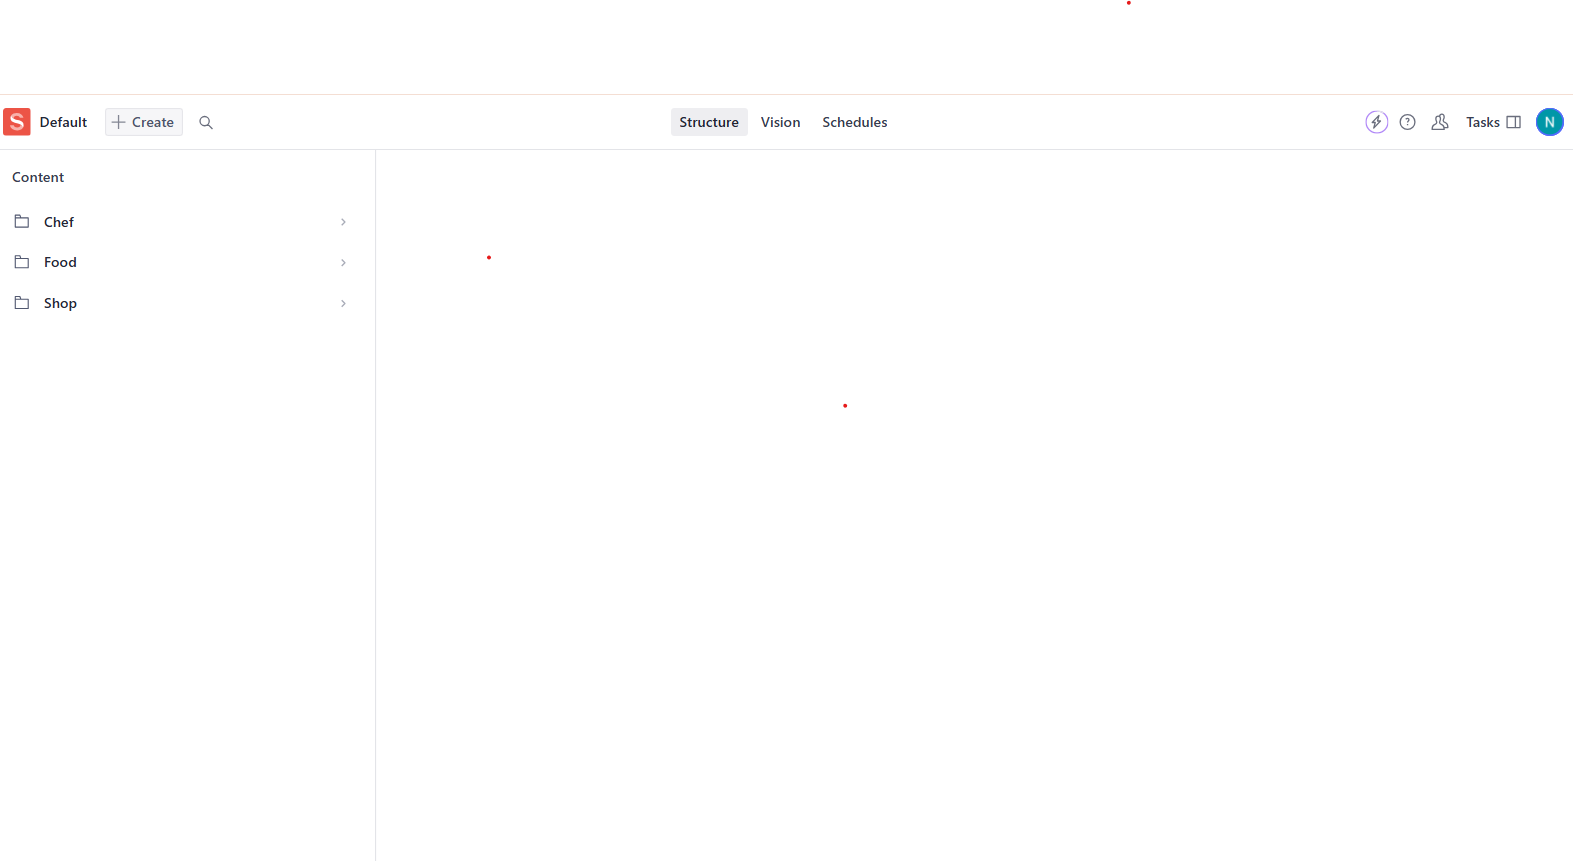 S Default Create Structure Vision Schedules ? Tasks N
Content
Chef
Food
Shop